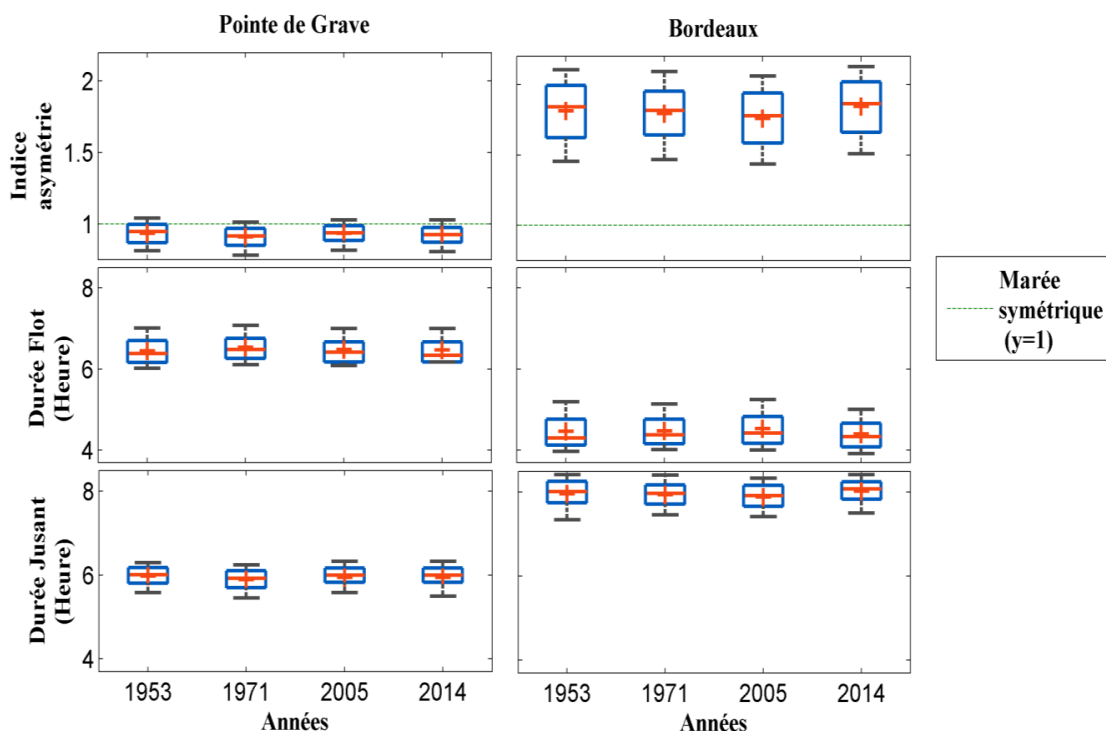 Pointe de Grave
Bordeaux
Indice
asymétrie
2
1.5
1
Durée Flot
(Heure)
8
6
4
Durée Jusant
(Heure)
8
6
4
1953 1971 2005 2014
Années
1953 1971 2005 2014
Années
Marée
symétrique
(y=1)